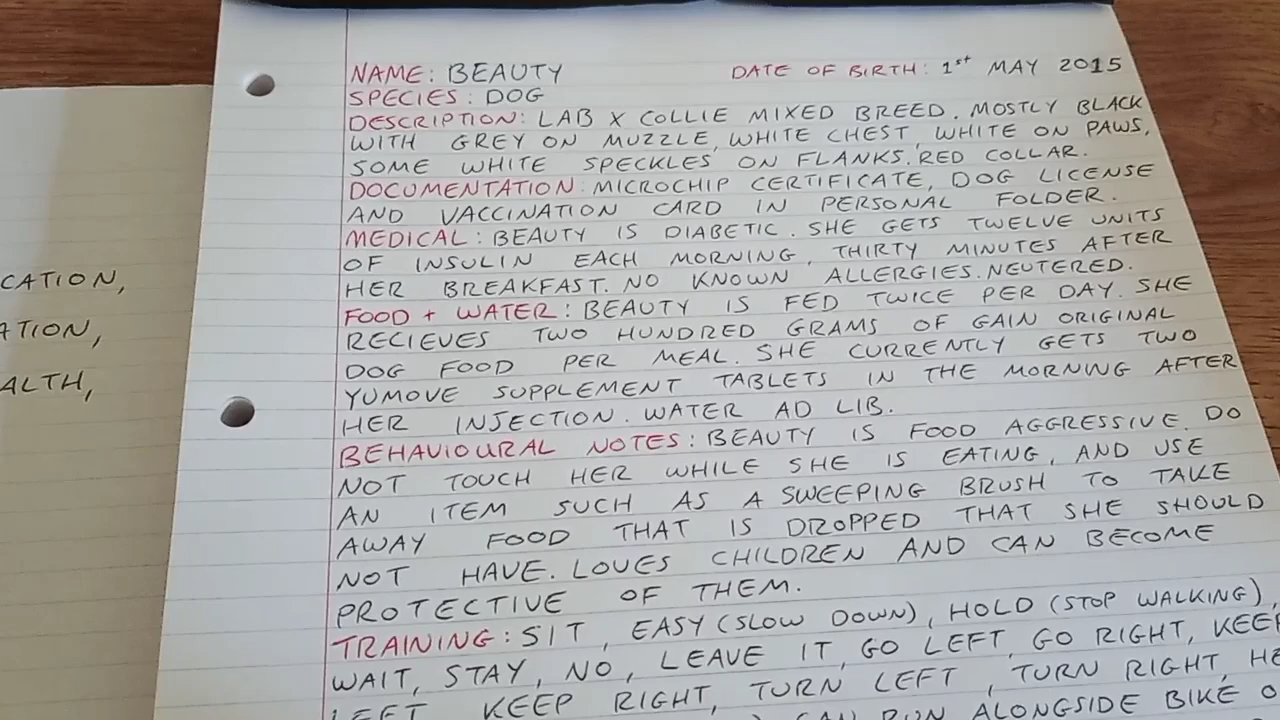 NAME: BEAUTY DATE OF BIRTH: 1st MAY 2015
SPECIES: DOG
DESCRIPTION: LAB X COLLIE MIXED BREED. MOSTLY BLACK
WITH GREY ON MUZZLE, WHITE CHEST, WHITE ON PAWS,
SOME WHITE SPECKLES ON FLANKS. RED COLLAR.
DOCUMENTATION: MICROCHIP CERTIFICATE, DOG LICENSE
AND VACCINATION CARD IN PERSONAL FOLDER.
MEDICAL: BEAUTY IS DIABETIC. SHE GETS TWELVE UNITS
OF INSULIN EACH MORNING, THIRTY MINUTES AFTER
HER BREAKFAST. NO KNOWN ALLERGIES. NEUTERED.
FOOD + WATER: BEAUTY IS FED TWICE PER DAY. SHE
RECIEVES TWO HUNDRED GRAMS OF GAIN ORIGINAL
DOG FOOD PER MEAL. SHE CURRENTLY GETS TWO
YUMOVE SUPPLEMENT TABLETS IN THE MORNING AFTER
HER INJECTION. WATER AD LIB.
BEHAVIOURAL NOTES: BEAUTY IS FOOD AGGRESSIVE. DO
NOT TOUCH HER WHILE SHE IS EATING, AND USE
AN ITEM SUCH AS A SWEEPING BRUSH TO TAKE
AWAY FOOD THAT IS DROPPED THAT SHE SHOULD
NOT HAVE. LOVES CHILDREN AND CAN BECOME
PROTECTIVE OF THEM.
TRAINING: SIT, EASY (SLOW DOWN), HOLD (STOP WALKING),
WAIT, STAY, NO, LEAVE IT, GO LEFT, GO RIGHT, KEEP
LEFT, KEEP RIGHT, TURN LEFT, TURN RIGHT, HE
CAN RUN ALONGSIDE BIKE O
CATION,
ATION,
ALTH,